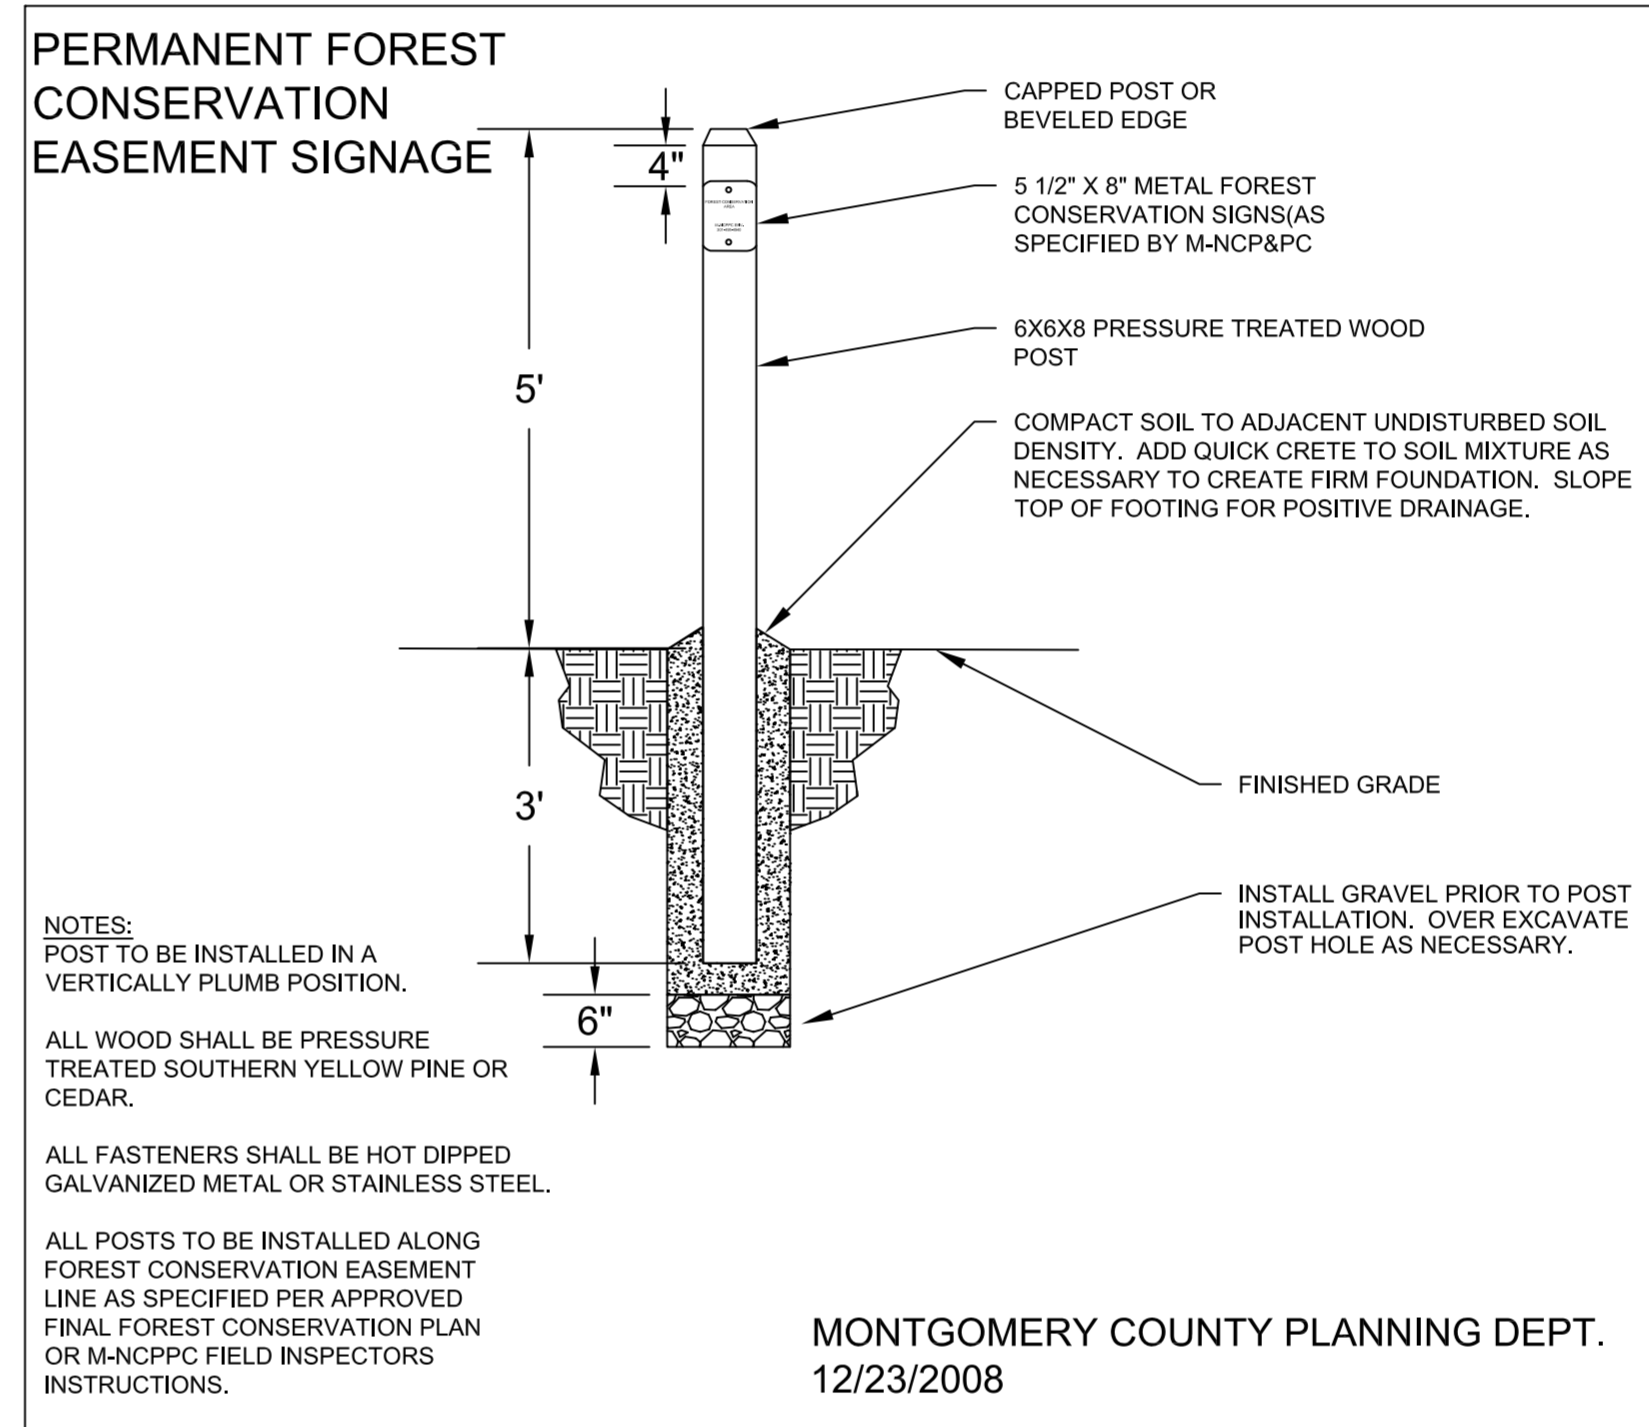 PERMANENT FOREST
CONSERVATION
EASEMENT SIGNAGE
CAPPED POST OR
BEVELED EDGE
4"
5 1/2" X 8" METAL FOREST
CONSERVATION SIGNS(AS
SPECIFIED BY M-NCP&PC
FOREST CONSERVATION
AREA
6X6X8 PRESSURE TREATED WOOD
POST
5'
COMPACT SOIL TO ADJACENT UNDISTURBED SOIL
DENSITY. ADD QUICK CRETE TO SOIL MIXTURE AS
NECESSARY TO CREATE FIRM FOUNDATION. SLOPE
TOP OF FOOTING FOR POSITIVE DRAINAGE.
3'
FINISHED GRADE
INSTALL GRAVEL PRIOR TO POST
INSTALLATION. OVER EXCAVATE
POST HOLE AS NECESSARY.
6"
NOTES:
POST TO BE INSTALLED IN A
VERTICALLY PLUMB POSITION.
ALL WOOD SHALL BE PRESSURE
TREATED SOUTHERN YELLOW PINE OR
CEDAR.
ALL FASTENERS SHALL BE HOT DIPPED
GALVANIZED METAL OR STAINLESS STEEL.
ALL POSTS TO BE INSTALLED ALONG
FOREST CONSERVATION EASEMENT
LINE AS SPECIFIED PER APPROVED
FINAL FOREST CONSERVATION PLAN
OR M-NCPPC FIELD INSPECTORS
INSTRUCTIONS.
MONTGOMERY COUNTY PLANNING DEPT.
12/23/2008